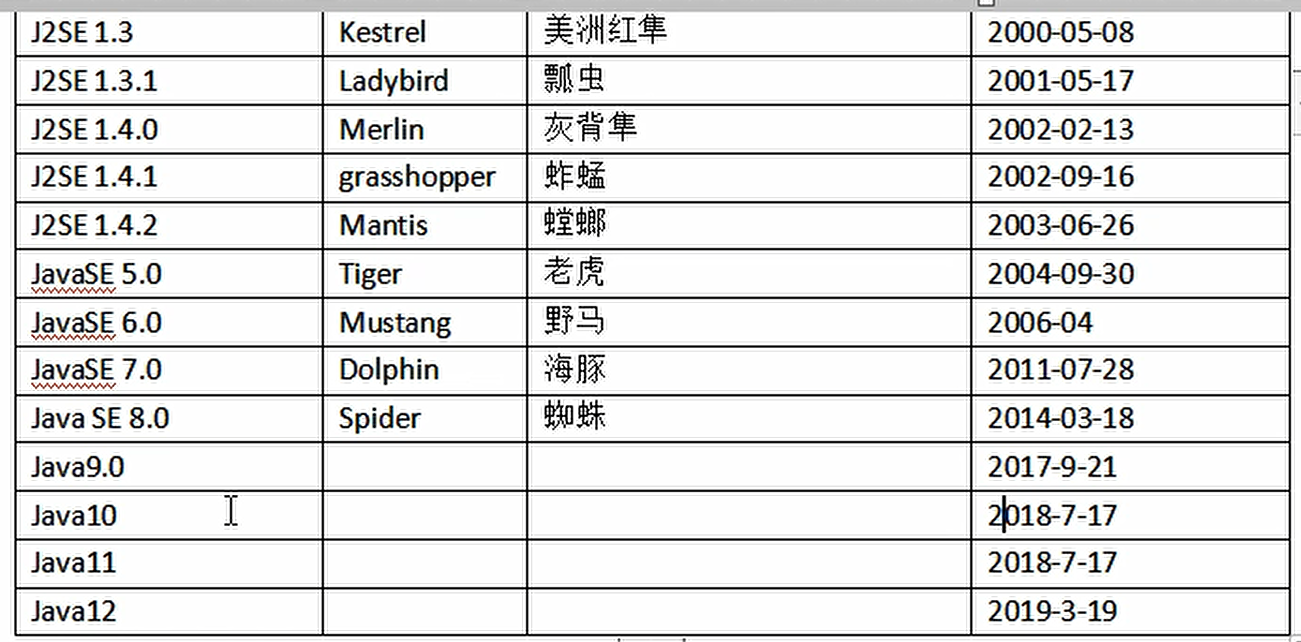 J2SE 1.3 Kestrel 美洲红隼 2000-05-08
J2SE 1.3.1 Ladybird 瓢虫 2001-05-17
J2SE 1.4.0 Merlin 灰背隼 2002-02-13
J2SE 1.4.1 grasshopper 蚱蜢 2002-09-16
J2SE 1.4.2 Mantis 螳螂 2003-06-26
JavaSE 5.0 Tiger 老虎 2004-09-30
JavaSE 6.0 Mustang 野马 2006-04
JavaSE 7.0 Dolphin 海豚 2011-07-28
Java SE 8.0 Spider 蜘蛛 2014-03-18
Java9.0 2017-9-21
Java10 2018-7-17
Java11 2018-7-17
Java12 2019-3-19